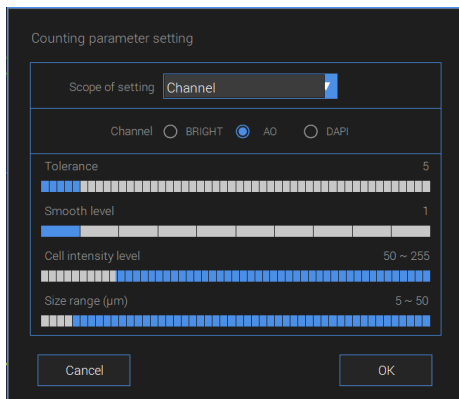 Counting parameter setting
Scope of setting Channel
Channel BRIGHT AO DAPI
Tolerance 5
Smooth level 1
Cell intensity level 50 ~ 255
Size range (μm) 5 ~ 50
Cancel OK